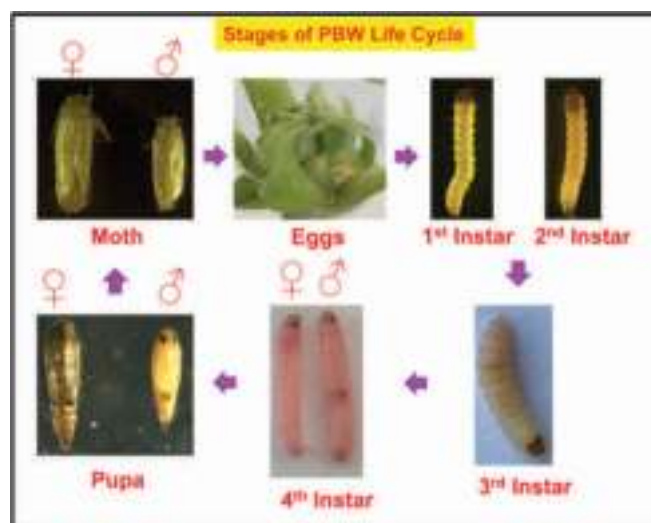 Stages of PBW Life Cycle
♀ ♂
Moth
Eggs
1st Instar
2nd Instar
♀ ♂
♀ ♂
Pupa
4th Instar
3rd Instar